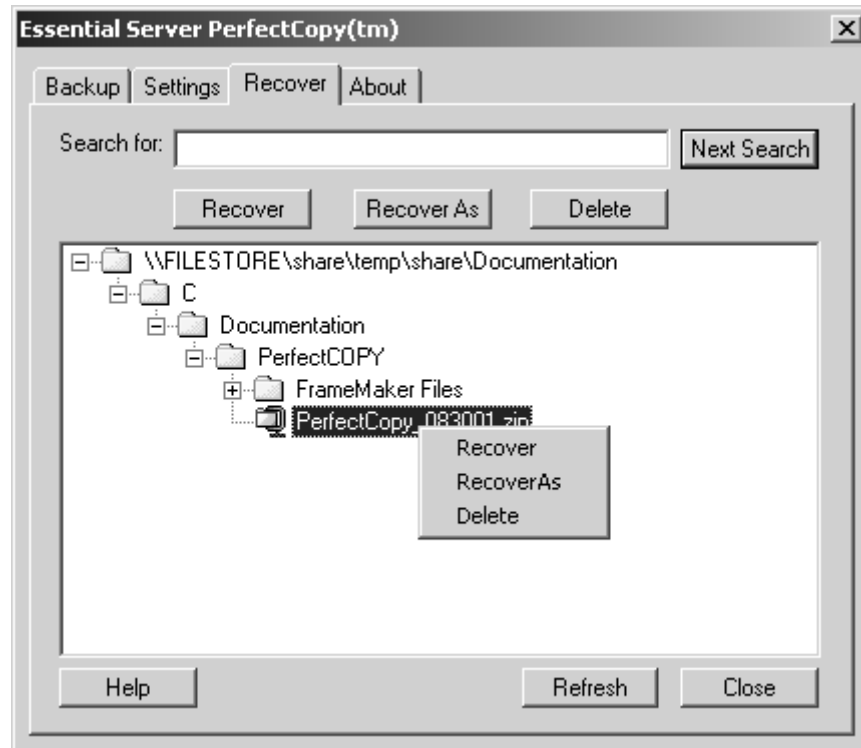 Essential Server PerfectCopy(tm)
Backup Settings Recover About
Search for: Next Search
Recover Recover As Delete
\\FILESTORE\share\temp\share\Documentation
C
Documentation
PerfectCOPY
FrameMaker Files
PerfectCopy_083001.zip
Recover
RecoverAs
Delete
Help Refresh Close